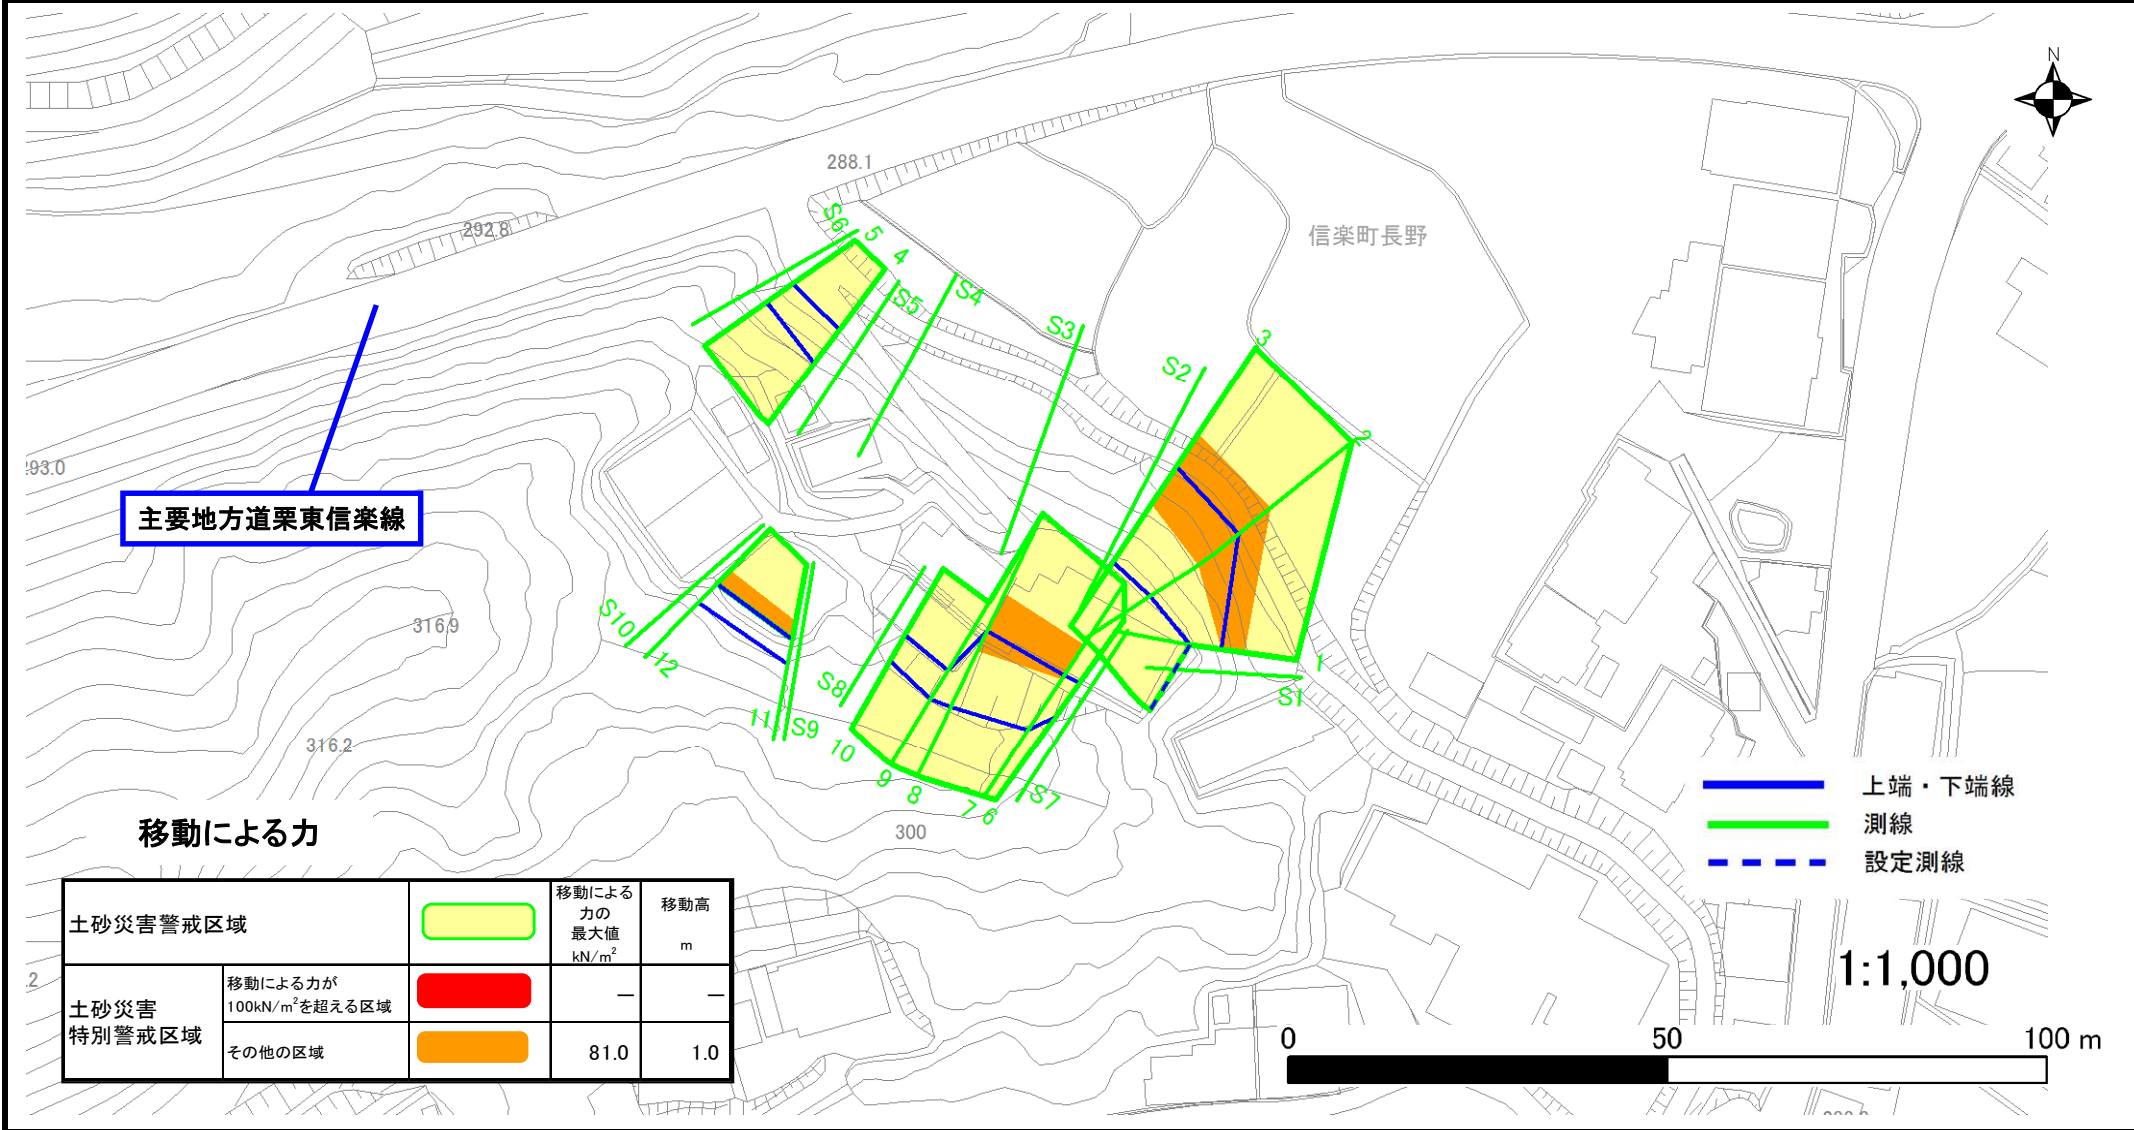 N
288.1
292.8
293.0
信楽町長野
S6
5
4
S5
S4
S3
S2
3
2
1
S1
主要地方道栗東信楽線
316.9
316.2
S10
12
11
S9
S8
10
9
8
7
6
S7
300
上端・下端線
測線
設定測線
移動による力
土砂災害警戒区域
移動による
力の
最大値
kN/m²
移動高
m
土砂災害
特別警戒区域
移動による力が
100kN/m²を超える区域
－
－
その他の区域
81.0
1.0
.2
1:1,000
0
50
100 m